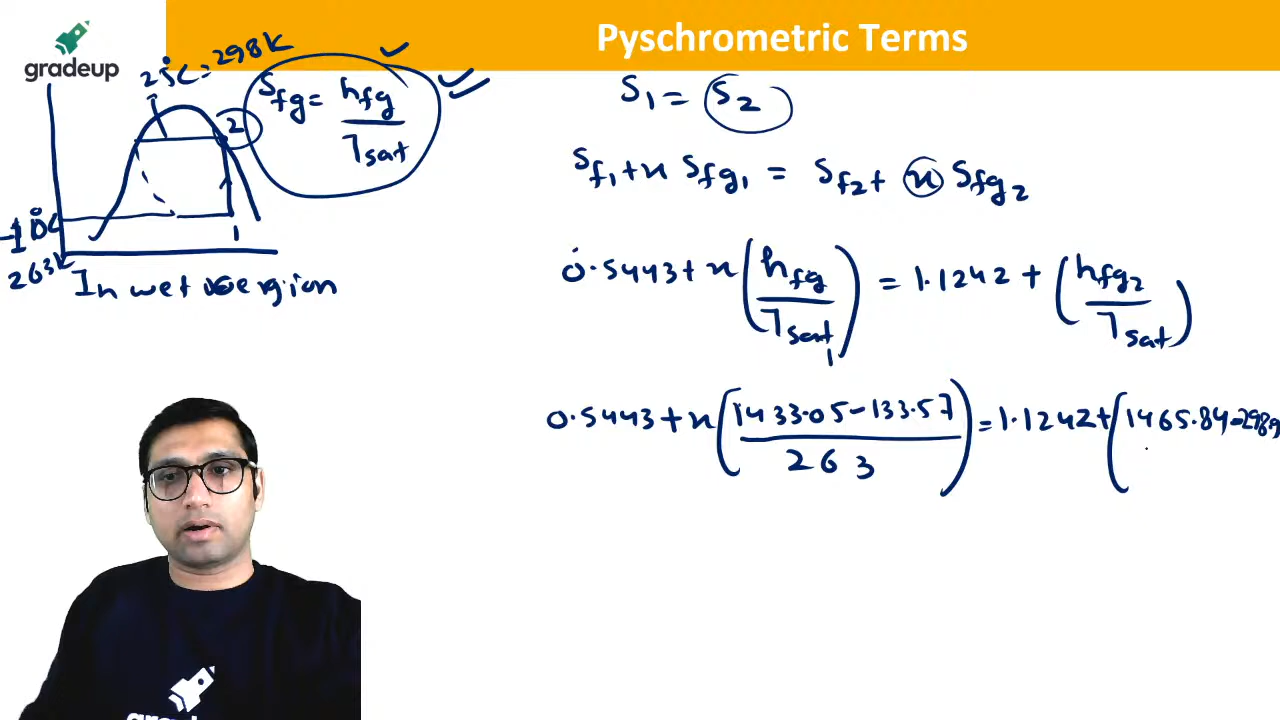 Pyschrometric Terms
gradeup
25°C = 298K
Sfg = hfg / Tsat
2
-10°C
1
263K
In wet region
S1 = S2
Sf1 + x Sfg1 = Sf2 + x Sfg2
0.5443 + x (hfg / Tsat1) = 1.1242 + (hfg2 / Tsat)
0.5443 + x (1433.05 - 133.57 / 263) = 1.1242 + (1465.84 - 298.9